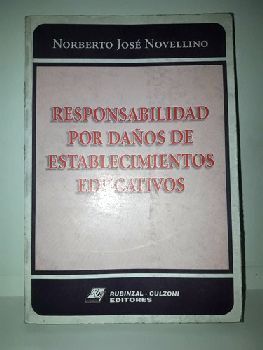 NORBERTO JOSÉ NOVELLINO
RESPONSABILIDAD
POR DAÑOS DE
ESTABLECIMIENTOS
EDUCATIVOS
RUBINZAL - CULZONI
EDITORES